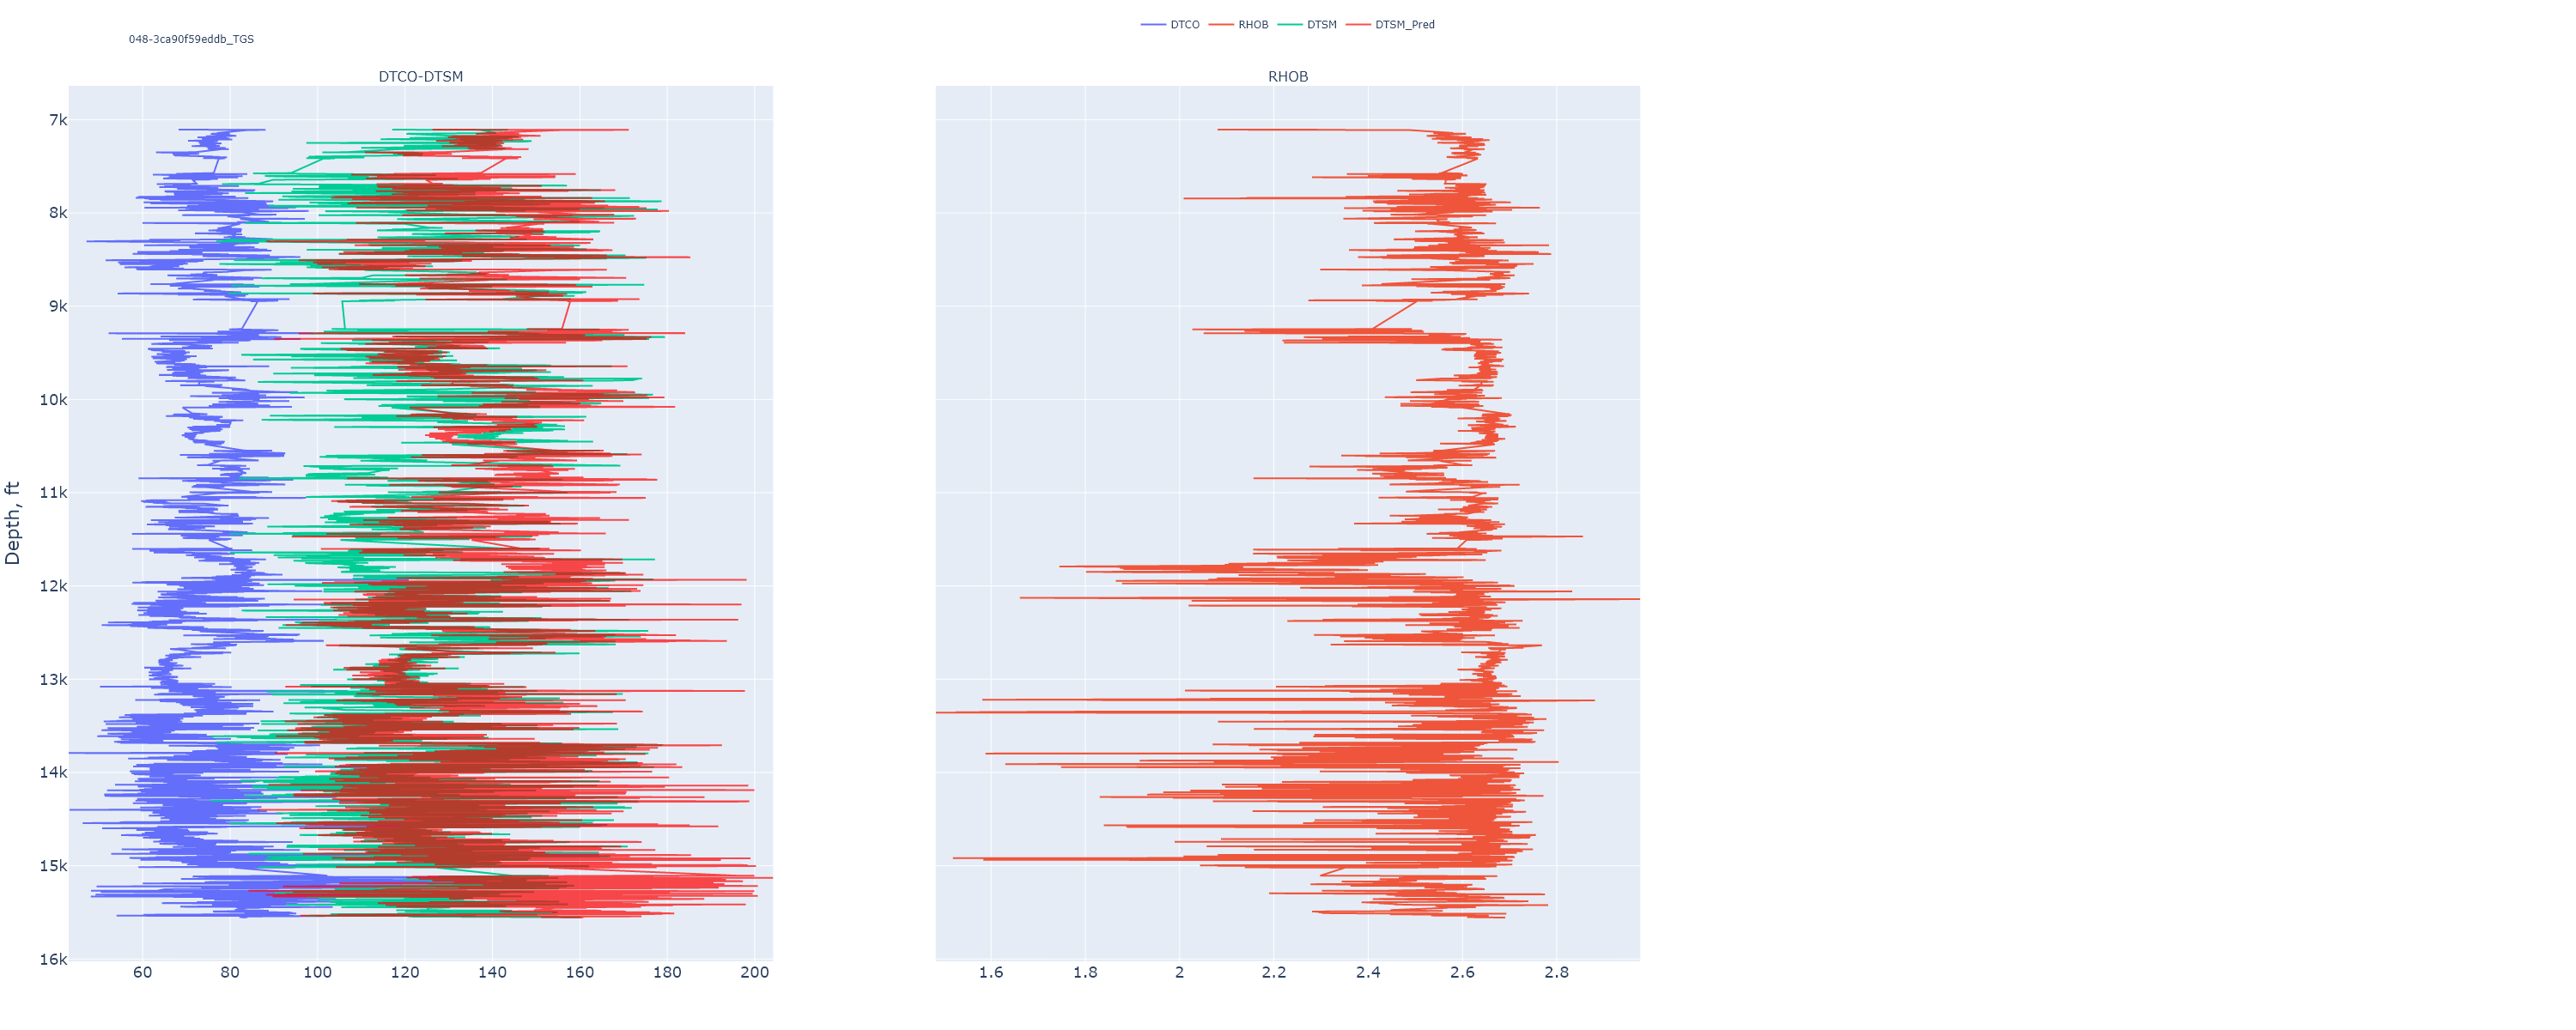 DTCO RHOB DTSM DTSM_Pred
048-3ca90f59eddb_TGS
DTCO-DTSM RHOB
Depth, ft
7k
8k
9k
10k
11k
12k
13k
14k
15k
16k
60 80 100 120 140 160 180 200
1.6 1.8 2 2.2 2.4 2.6 2.8